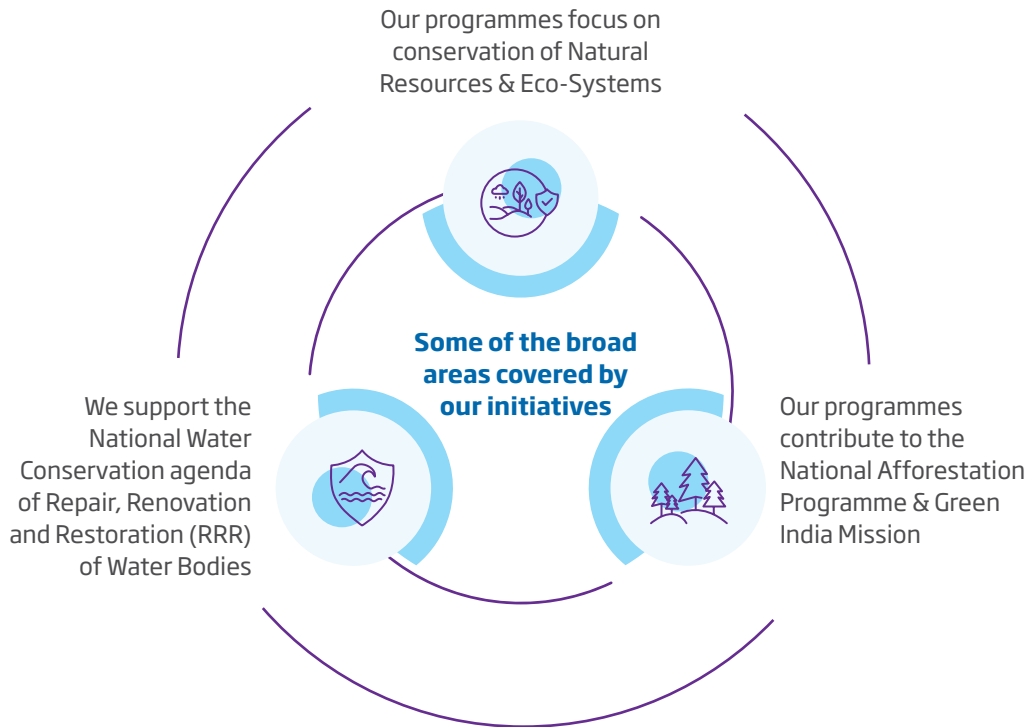 Our programmes focus on
conservation of Natural
Resources & Eco-Systems
Some of the broad
areas covered by
our initiatives
We support the
National Water
Conservation agenda
of Repair, Renovation
and Restoration (RRR)
of Water Bodies
Our programmes
contribute to the
National Afforestation
Programme & Green
India Mission